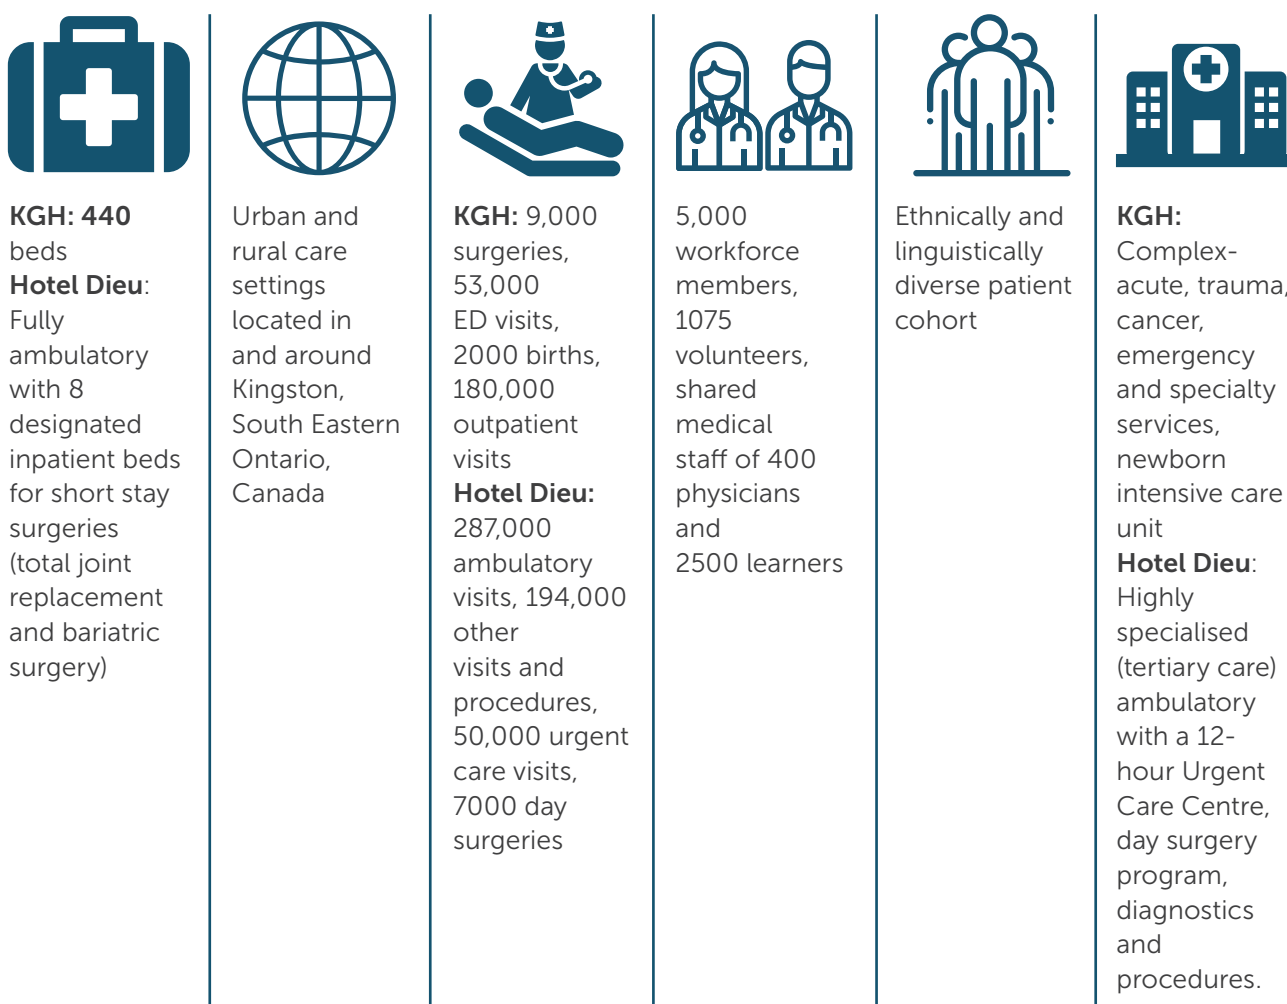 KGH: 440
beds
Hotel Dieu:
Fully
ambulatory
with 8
designated
inpatient beds
for short stay
surgeries
(total joint
replacement
and bariatric
surgery)
Urban and
rural care
settings
located in
and around
Kingston,
South Eastern
Ontario,
Canada
KGH: 9,000
surgeries,
53,000
ED visits,
2000 births,
180,000
outpatient
visits
Hotel Dieu:
287,000
ambulatory
visits, 194,000
other
visits and
procedures,
50,000 urgent
care visits,
7000 day
surgeries
5,000
workforce
members,
1075
volunteers,
shared
medical
staff of 400
physicians
and
2500 learners
Ethnically and
linguistically
diverse patient
cohort
KGH:
Complex-
acute, trauma,
cancer,
emergency
and specialty
services,
newborn
intensive care
unit
Hotel Dieu:
Highly
specialised
(tertiary care)
ambulatory
with a 12-
hour Urgent
Care Centre,
day surgery
program,
diagnostics
and
procedures.